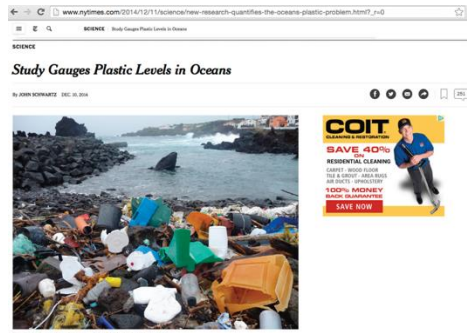 www.nytimes.com/2014/12/11/science/new-research-quantifies-the-oceans-plastic-problem.html?_r=0
SCIENCE Study Gauges Plastic Levels in Oceans
SCIENCE
Study Gauges Plastic Levels in Oceans
By JOHN SCHWARTZ DEC. 10, 2014
COIT
CLEANING & RESTORATION
SAVE 40%
ON
RESIDENTIAL CLEANING
CARPET · WOOD FLOOR
TILE & GROUT · AREA RUGS
AIR DUCTS · UPHOLSTERY
100% MONEY
BACK GUARANTEE
SAVE NOW